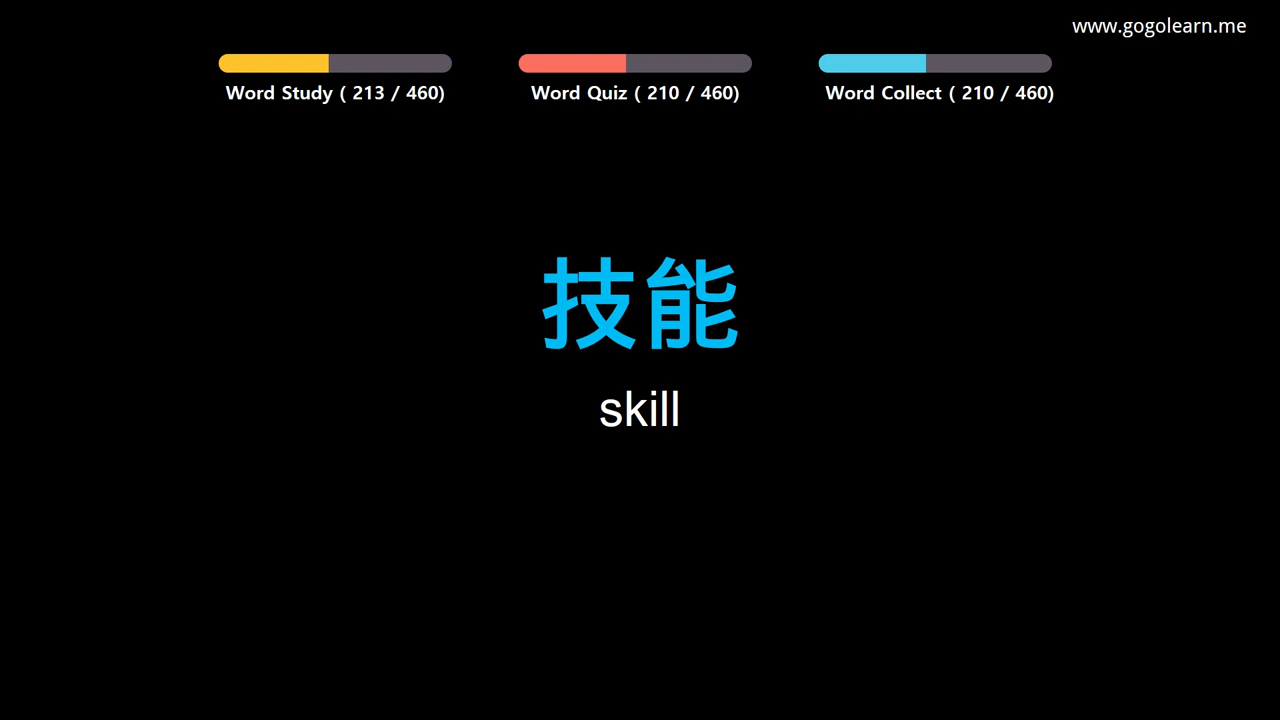 www.gogolearn.me
Word Study ( 213 / 460)
Word Quiz ( 210 / 460)
Word Collect ( 210 / 460)
技能
skill